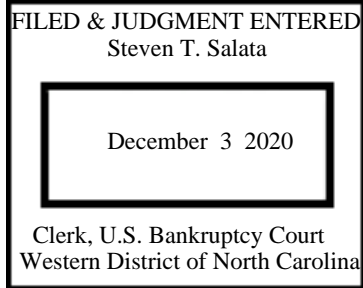 FILED & JUDGMENT ENTERED
Steven T. Salata
December 3 2020
Clerk, U.S. Bankruptcy Court
Western District of North Carolina